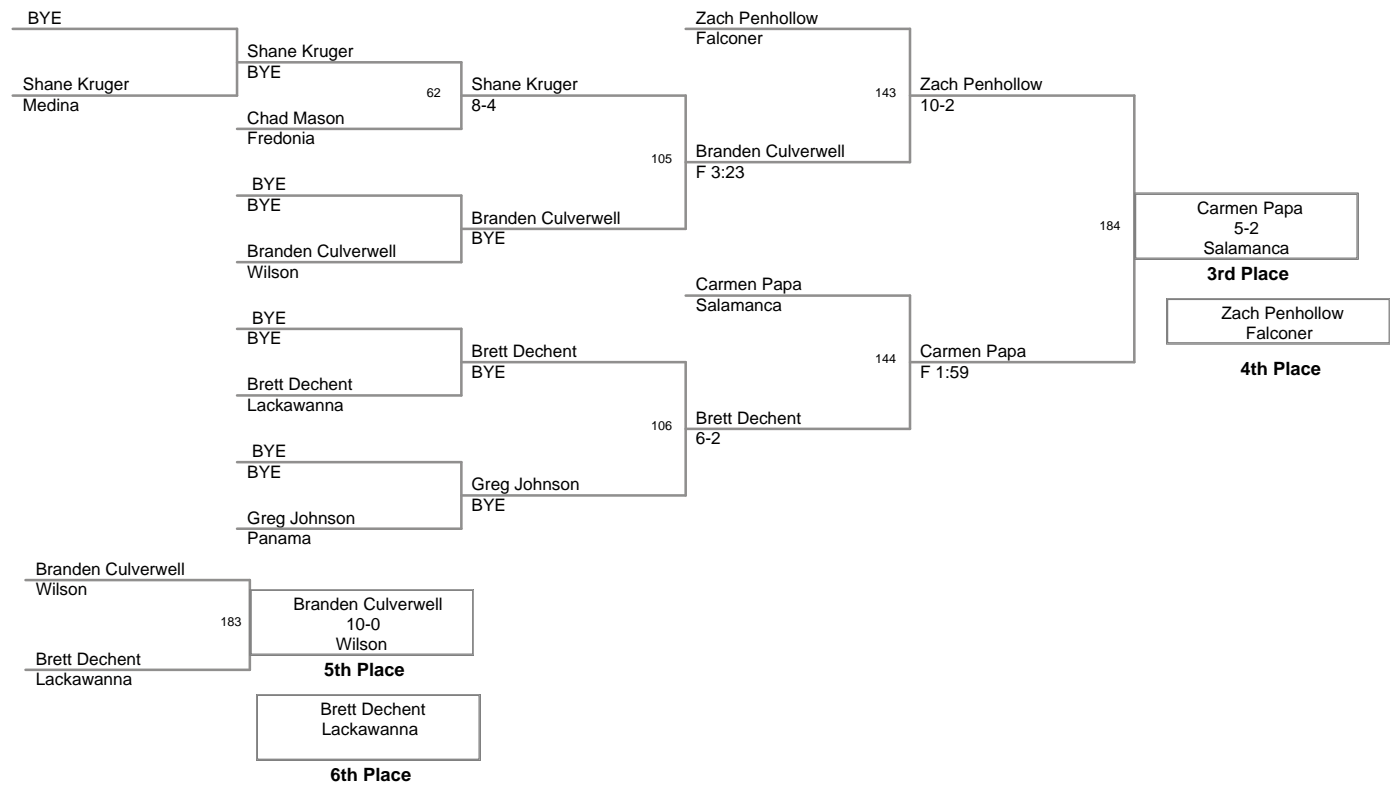 BYE
Shane Kruger
Medina
Shane Kruger
BYE
62
Chad Mason
Fredonia
BYE
BYE
Branden Culverwell
Wilson
BYE
BYE
Brett Dechent
Lackawanna
BYE
BYE
Greg Johnson
Panama
Shane Kruger
8-4
105
Branden Culverwell
BYE
Brett Dechent
BYE
106
Greg Johnson
BYE
Zach Penhollow
Falconer
143
Branden Culverwell
F 3:23
Carmen Papa
Salamanca
144
Brett Dechent
6-2
Zach Penhollow
10-2
184
Carmen Papa
F 1:59
Carmen Papa
5-2
Salamanca
3rd Place
Zach Penhollow
Falconer
4th Place
Branden Culverwell
Wilson
183
Brett Dechent
Lackawanna
Branden Culverwell
10-0
Wilson
5th Place
Brett Dechent
Lackawanna
6th Place